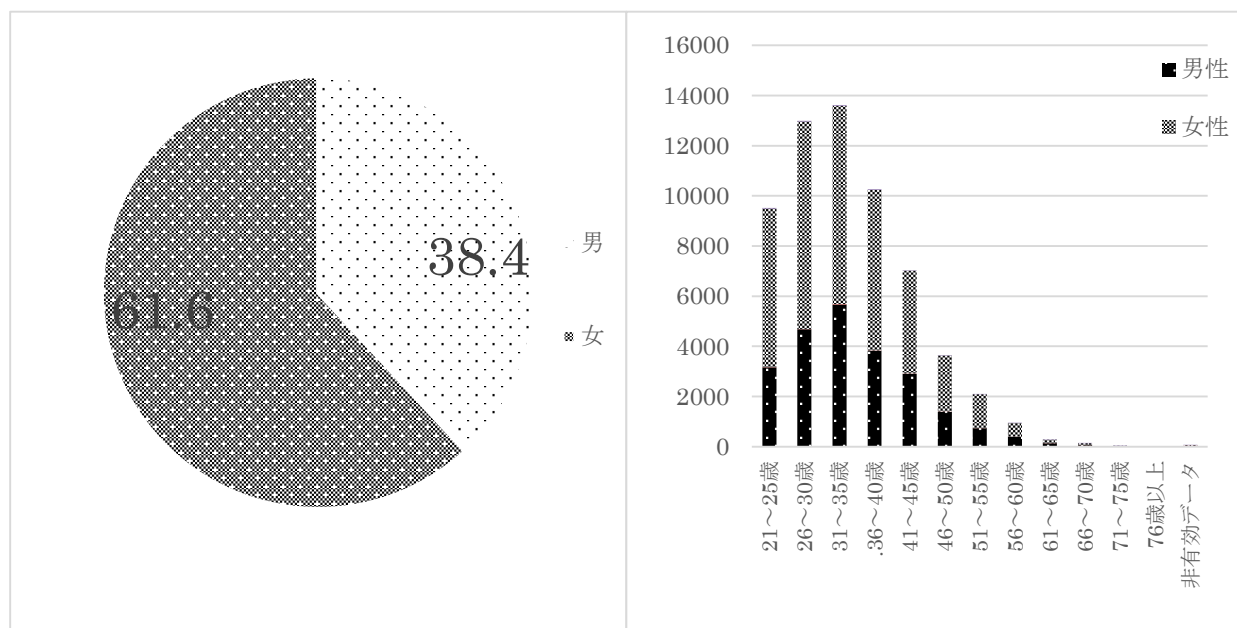 38.4
61.6
男
女
16000
14000
12000
10000
8000
6000
4000
2000
0
男性
女性
21～25歳
26～30歳
31～35歳
.36～40歳
41～45歳
46～50歳
51～55歳
56～60歳
61～65歳
66～70歳
71～75歳
76歳以上
非有効データ